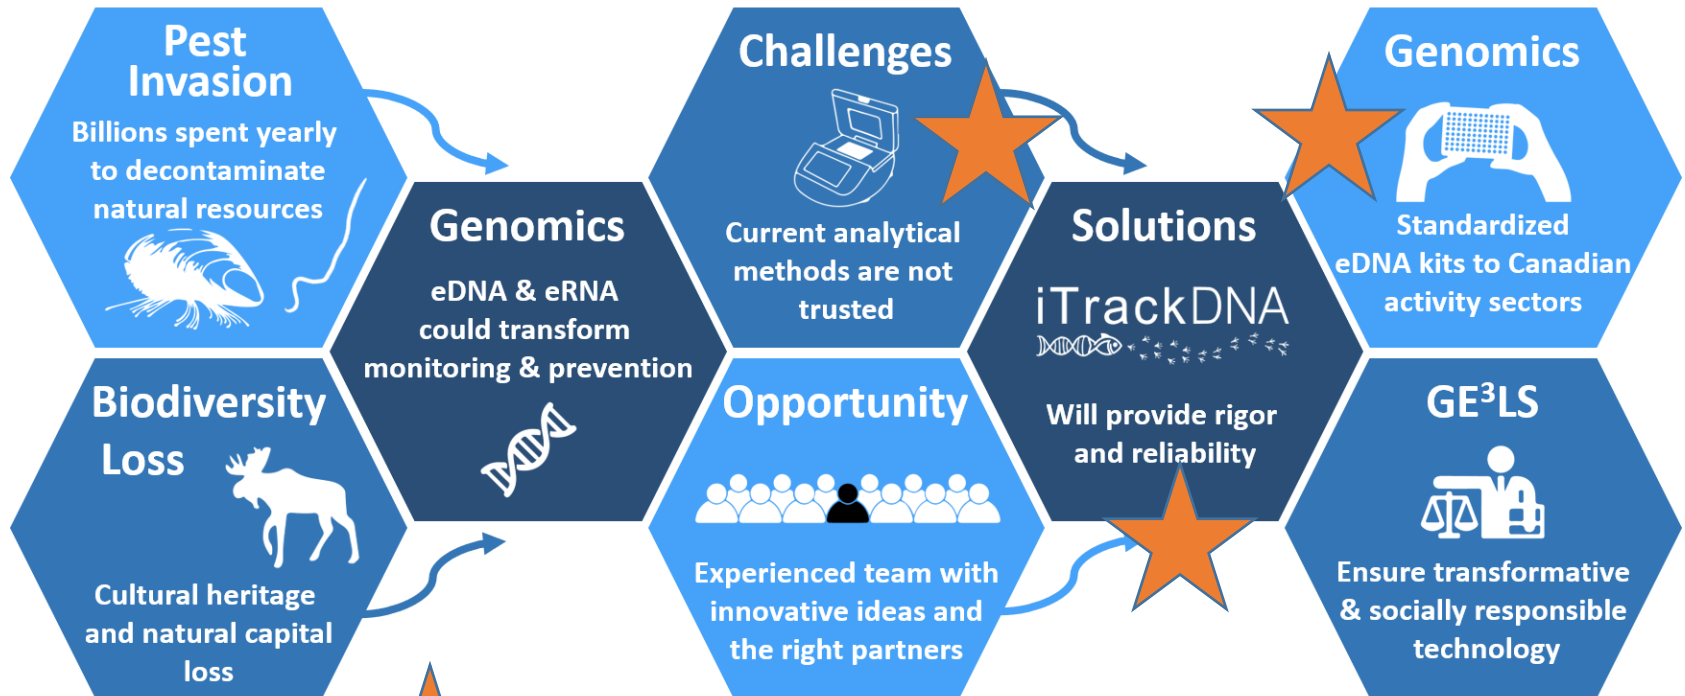 Pest
Invasion
Billions spent yearly
to decontaminate
natural resources
Biodiversity
Loss
Cultural heritage
and natural capital
loss
Genomics
eDNA & eRNA
could transform
monitoring & prevention
Challenges
Current analytical
methods are not
trusted
Opportunity
Experienced team with
innovative ideas and
the right partners
Solutions
iTrackDNA
Will provide rigor
and reliability
Genomics
Standardized
eDNA kits to Canadian
activity sectors
GE³LS
Ensure transformative
& socially responsible
technology